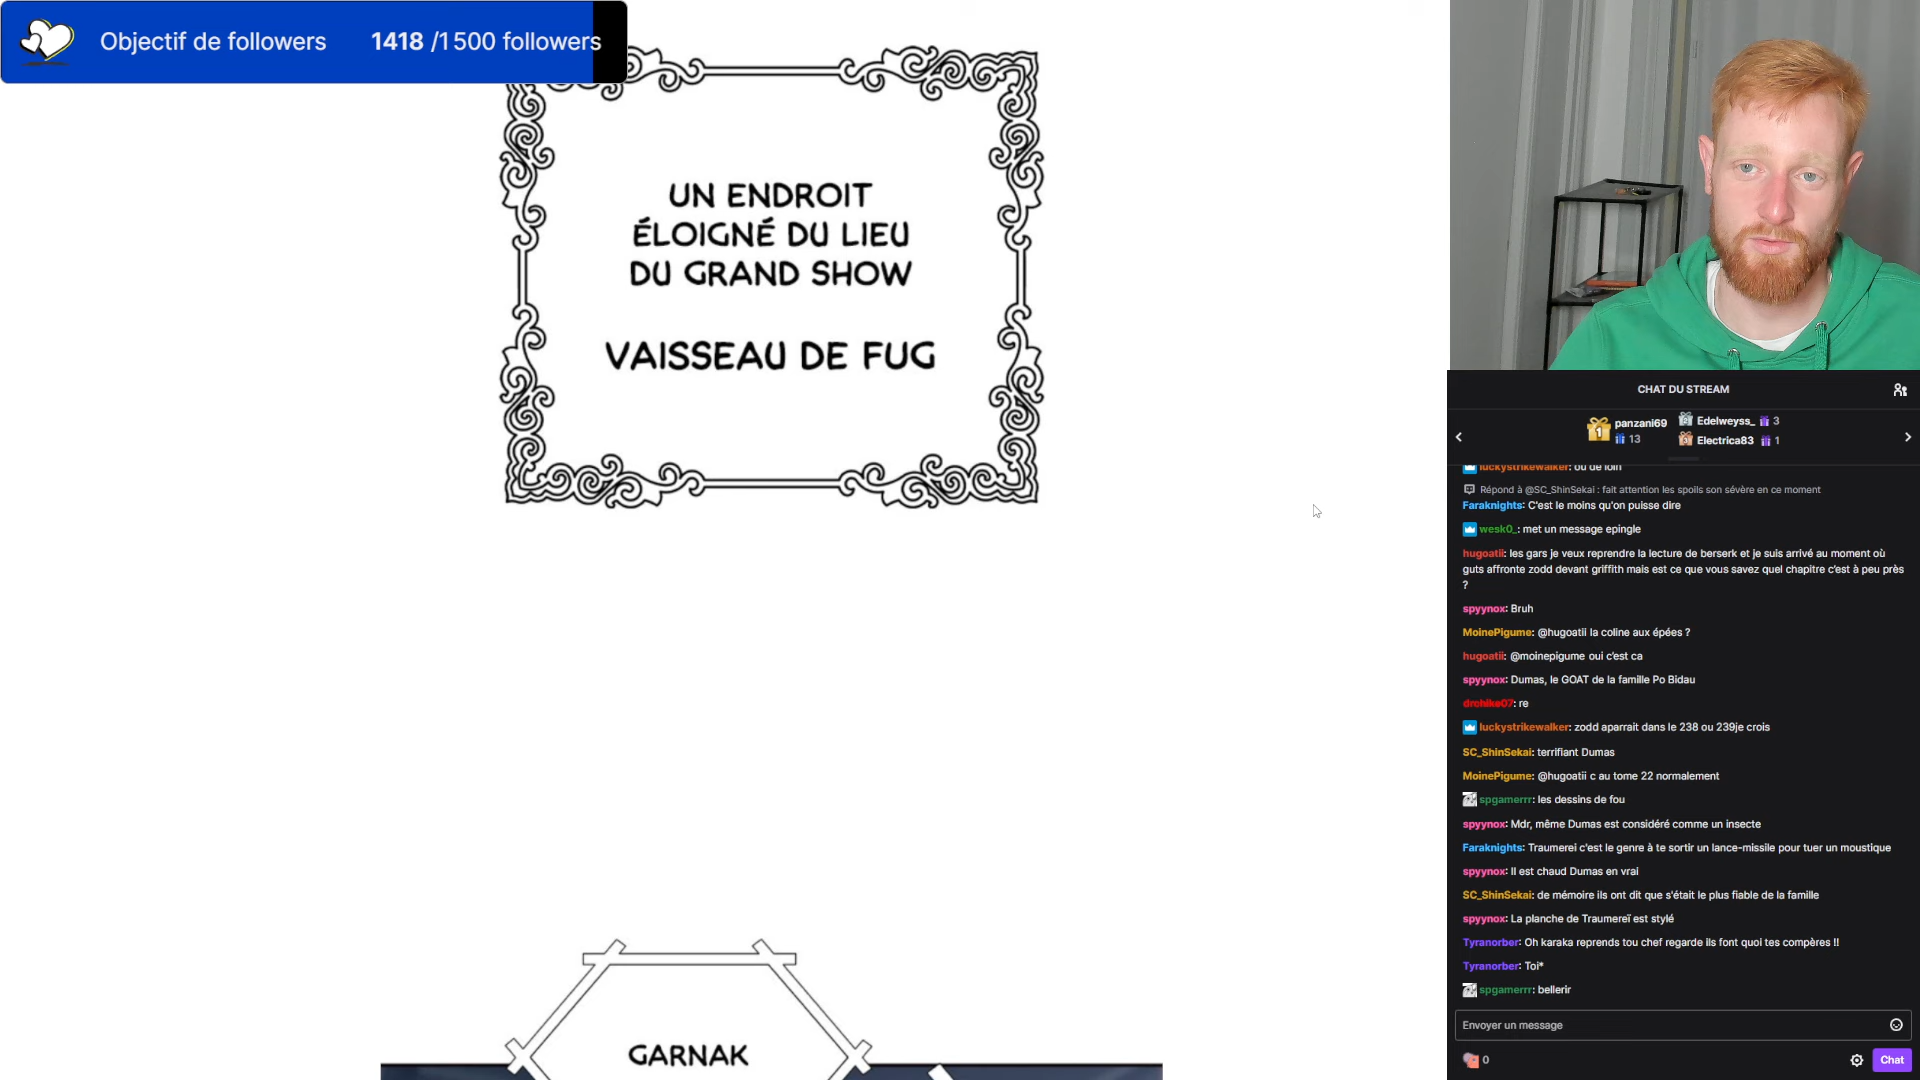 Objectif de followers 1418 /1500 followers
UN ENDROIT
ÉLOIGNÉ DU LIEU
DU GRAND SHOW
VAISSEAU DE FUG
GARNAK
CHAT DU STREAM
1 panzani69 13
Edelweyss_ 3
Electrica83 1
luckystrikewalker: ou de loin
Répond à @SC_ShinSekai : fait attention les spoils son sévère en ce moment
Faraknights: C'est le moins qu'on puisse dire
wesk0_: met un message epingle
hugoatii: les gars je veux reprendre la lecture de berserk et je suis arrivé au moment où
guts affronte zodd devant griffith mais est ce que vous savez quel chapitre c'est à peu près
?
spyynox: Bruh
MoinePigume: @hugoatii la coline aux épées ?
hugoatii: @moinepigume oui c'est ca
spyynox: Dumas, le GOAT de la famille Po Bidau
drchike07: re
luckystrikewalker: zodd aparrait dans le 238 ou 239je crois
SC_ShinSekai: terrifiant Dumas
MoinePigume: @hugoatii c au tome 22 normalement
spgamerrr: les dessins de fou
spyynox: Mdr, même Dumas est considéré comme un insecte
Faraknights: Traumerei c'est le genre à te sortir un lance-missile pour tuer un moustique
spyynox: Il est chaud Dumas en vrai
SC_ShinSekai: de mémoire ils ont dit que s'était le plus fiable de la famille
spyynox: La planche de Traumereï est stylé
Tyranorber: Oh karaka reprends tou chef regarde ils font quoi tes compères !!
Tyranorber: Toi*
spgamerrr: bellerir
Envoyer un message
0
Chat